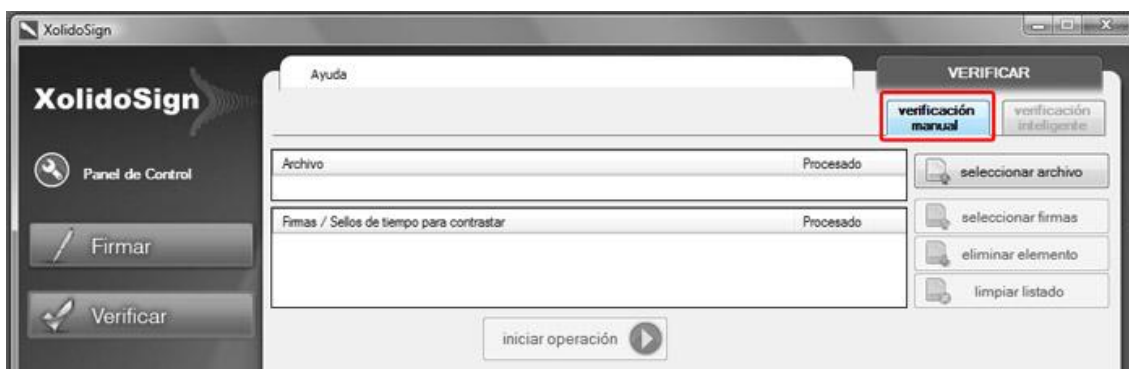 XolidoSign
Ayuda
VERIFICAR
XolidoSign
verificación
manual
verificación
inteligente
Panel de Control
Archivo Procesado
seleccionar archivo
Firmas / Sellos de tiempo para contrastar Procesado
seleccionar firmas
Firmar
eliminar elemento
limpiar listado
Verificar
iniciar operación